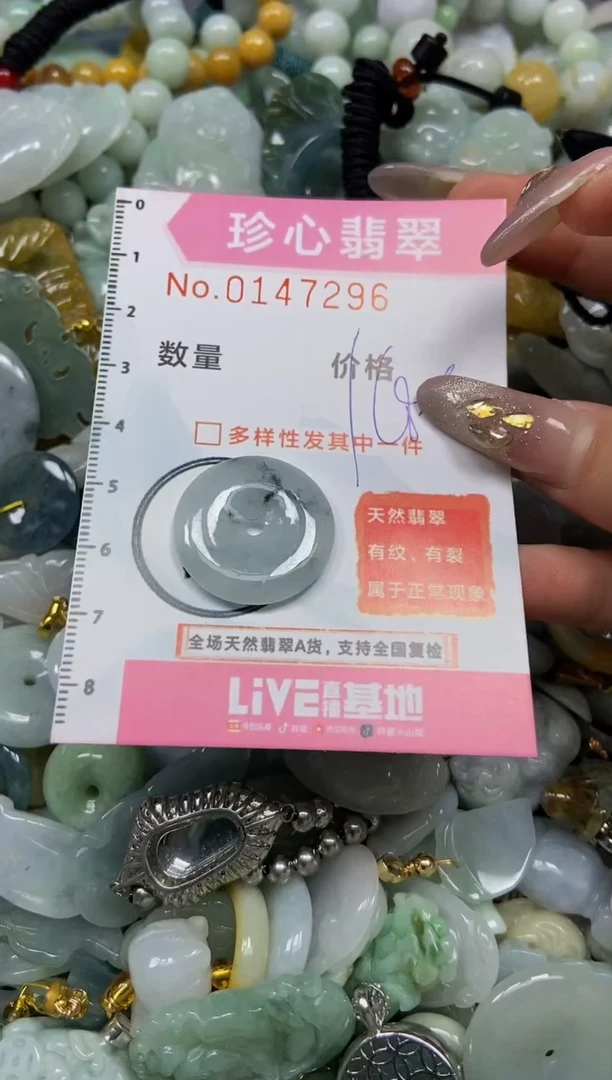 0
珍心翡翠
1
No.0147296
2
数量
价格
3
4
多样性发其中一件
5
天然翡翠
有纹、有裂
属于正常现象
6
7
全场天然翡翠A货，支持全国复检
8
LiVE直播基地